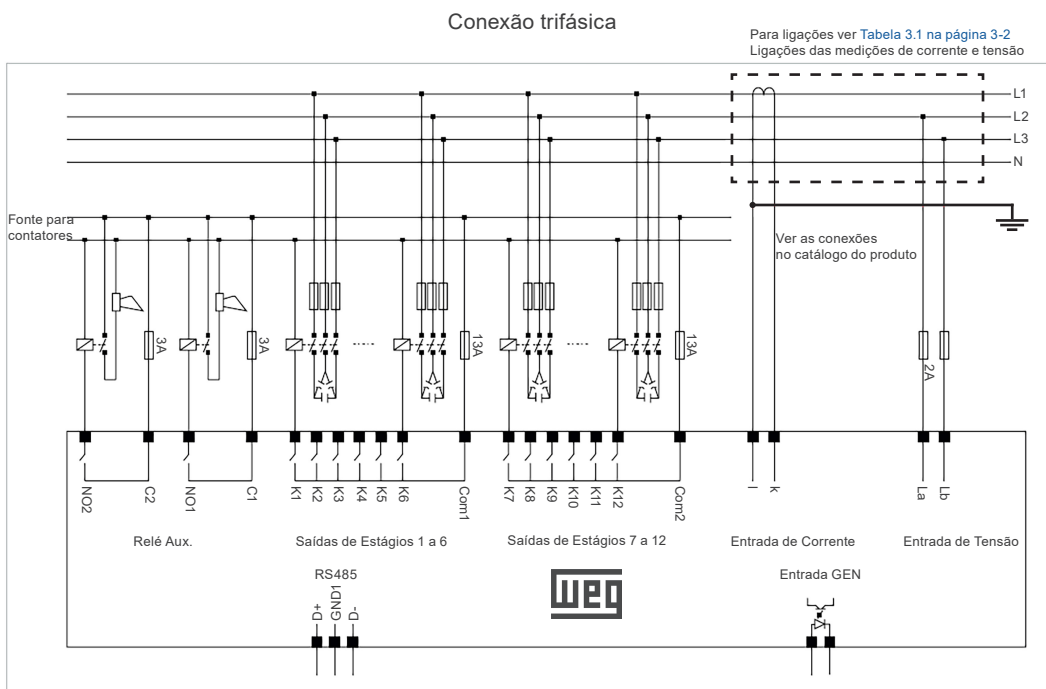 Conexão trifásica
Para ligações ver Tabela 3.1 na página 3-2
Ligações das medições de corrente e tensão
L1
L2
L3
N
Fonte para
contatores
Ver as conexões
no catálogo do produto
3A
3A
13A
13A
2A
NO2
C2
NO1
C1
K1
K2
K3
K4
K5
K6
Com1
K7
K8
K9
K10
K11
K12
Com2
l
k
La
Lb
Relé Aux.
Saídas de Estágios 1 a 6
Saídas de Estágios 7 a 12
Entrada de Corrente
Entrada de Tensão
RS485
D+
GND1
D-
weg
Entrada GEN